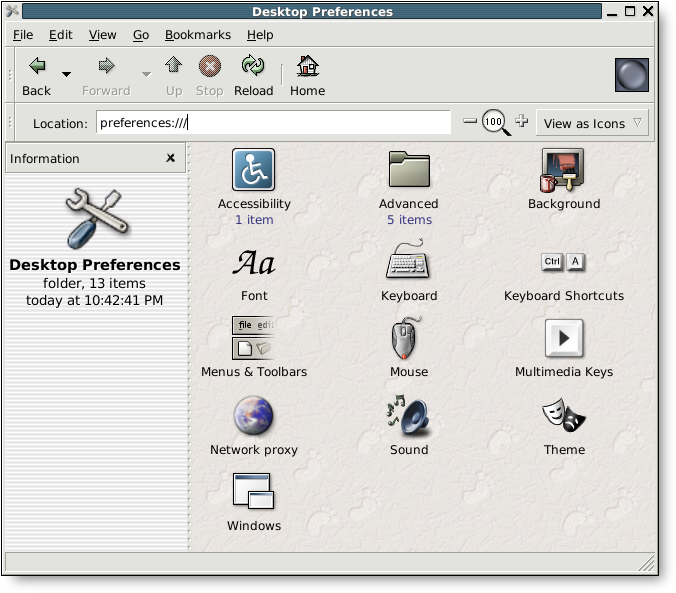 Desktop Preferences
File Edit View Go Bookmarks Help
Back Forward Up Stop Reload Home
Location: preferences:/// 100 View as Icons
Information
Desktop Preferences
folder, 13 items
today at 10:42:41 PM
Accessibility Advanced Background
1 item 5 items
Aa Ctrl A
Font Keyboard Keyboard Shortcuts
file edit
Menus & Toolbars Mouse Multimedia Keys
Network proxy Sound Theme
Windows